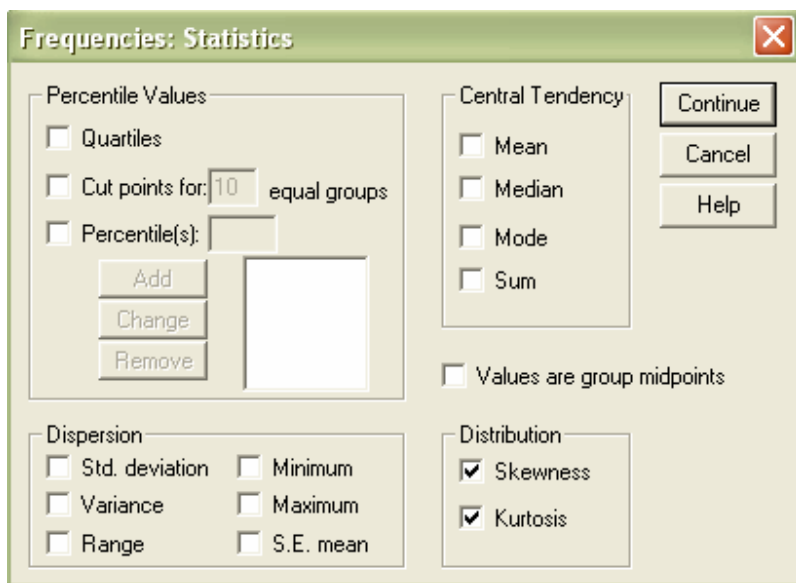 Frequencies: Statistics
Percentile Values
Quartiles
Cut points for: 10 equal groups
Percentile(s):
Add
Change
Remove
Central Tendency
Mean
Median
Mode
Sum
Continue
Cancel
Help
Values are group midpoints
Dispersion
Std. deviation Minimum
Variance Maximum
Range S.E. mean
Distribution
Skewness
Kurtosis